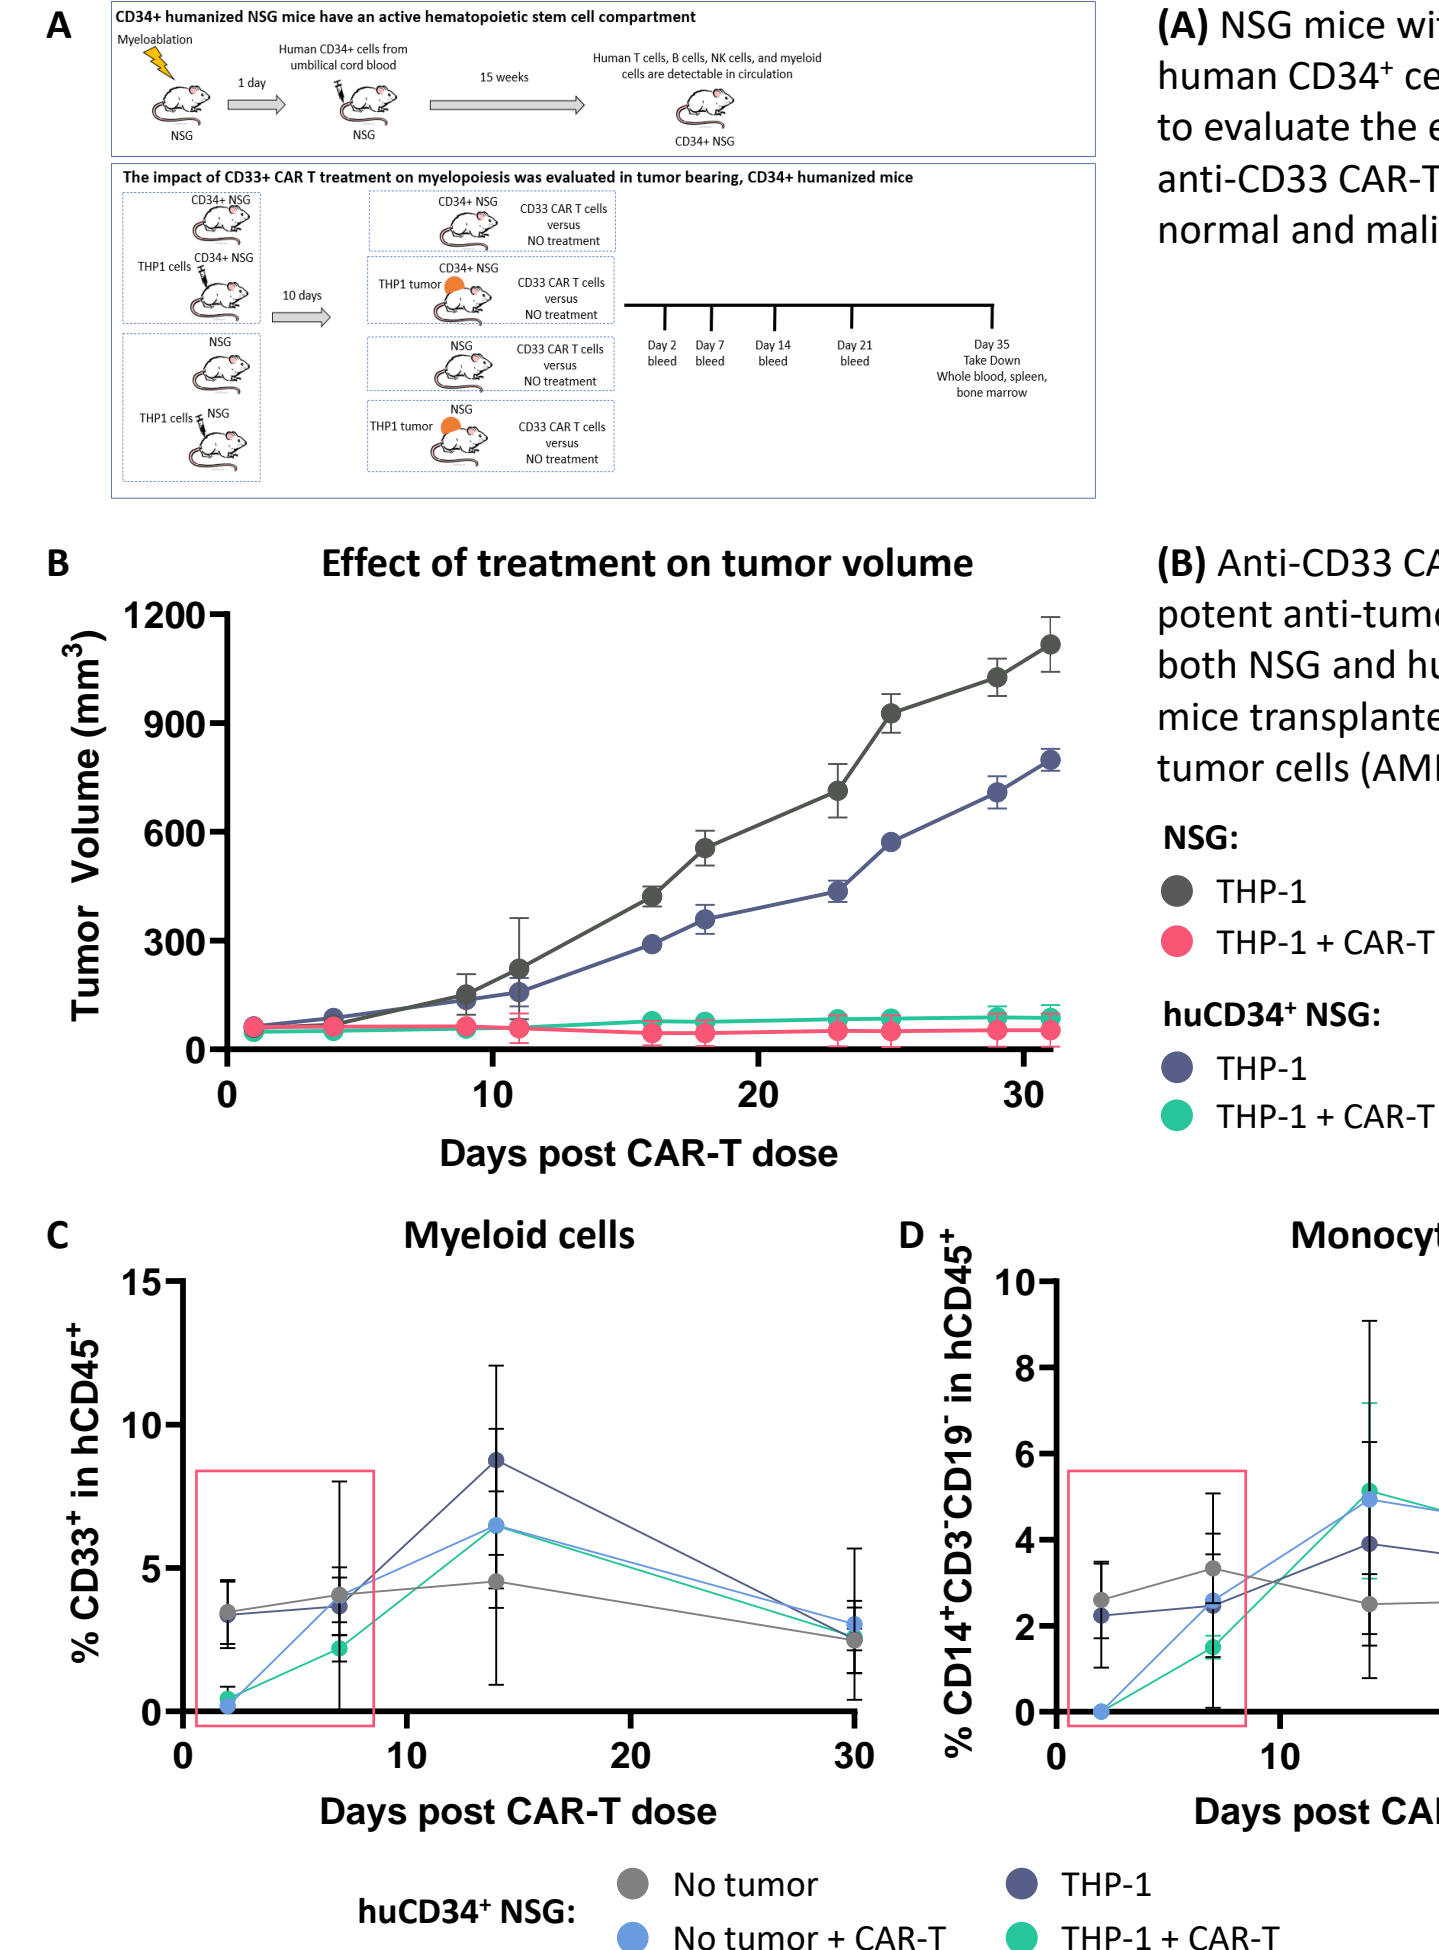 A
CD34+ humanized NSG mice have an active hematopoietic stem cell compartment
Myeloablation
1 day
Human CD34+ cells from
umbilical cord blood
15 weeks
Human T cells, B cells, NK cells, and myeloid
cells are detectable in circulation
NSG
NSG
CD34+ NSG
The impact of CD33+ CAR T treatment on myelopoiesis was evaluated in tumor bearing, CD34+ humanized mice
CD34+ NSG
THP1 cells
CD34+ NSG
10 days
NSG
THP1 cells
NSG
CD34+ NSG
CD33 CAR T cells
versus
NO treatment
CD34+ NSG
THP1 tumor
CD33 CAR T cells
versus
NO treatment
NSG
CD33 CAR T cells
versus
NO treatment
NSG
THP1 tumor
CD33 CAR T cells
versus
NO treatment
Day 2
bleed
Day 7
bleed
Day 14
bleed
Day 21
bleed
Day 35
Take Down
Whole blood, spleen,
bone marrow
(A) NSG mice wi
human CD34⁺ ce
to evaluate the e
anti-CD33 CAR-T
normal and mali
B
Effect of treatment on tumor volume
Tumor Volume (mm³)
1200
900
600
300
0
0 10 20 30
Days post CAR-T dose
(B) Anti-CD33 CA
potent anti-tumo
both NSG and hu
mice transplante
tumor cells (AM
NSG:
THP-1
THP-1 + CAR-T
huCD34⁺ NSG:
THP-1
THP-1 + CAR-T
C
Myeloid cells
% CD33⁺ in hCD45⁺
15
10
5
0
0 10 20 30
Days post CAR-T dose
D
Monocyt
% CD14⁺CD3⁻CD19⁻ in hCD45⁺
10
8
6
4
2
0
0 10
Days post CA
huCD34⁺ NSG:
No tumor
THP-1
No tumor + CAR-T
THP-1 + CAR-T